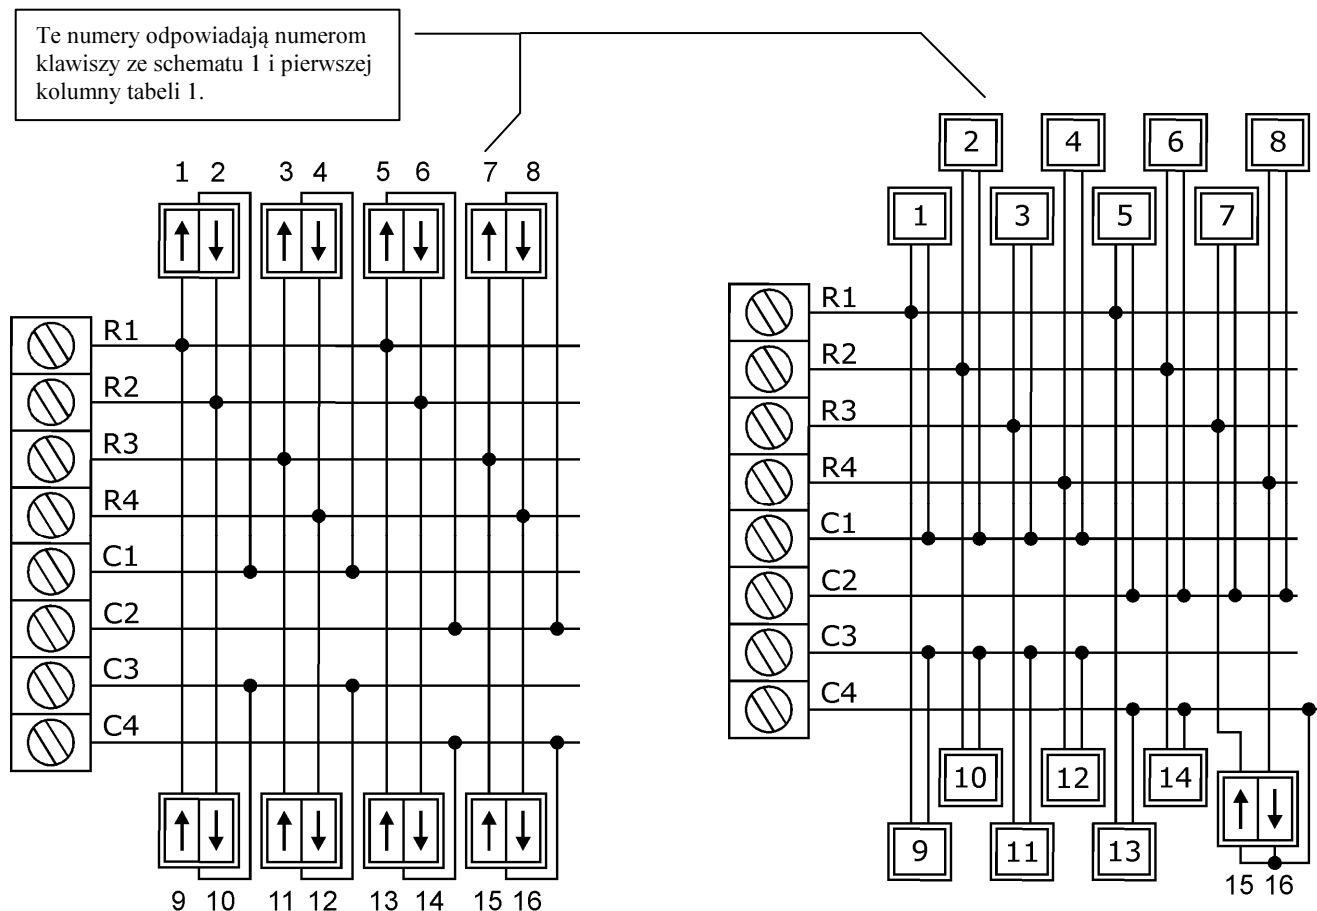 Te numery odpowiadają numerom
klawiszy ze schematu 1 i pierwszej
kolumny tabeli 1.
1 2 3 4 5 6 7 8
R1
R2
R3
R4
C1
C2
C3
C4
9 10 11 12 13 14 15 16
2 4 6 8
1 3 5 7
R1
R2
R3
R4
C1
C2
C3
C4
10 12 14
9 11 13
15 16